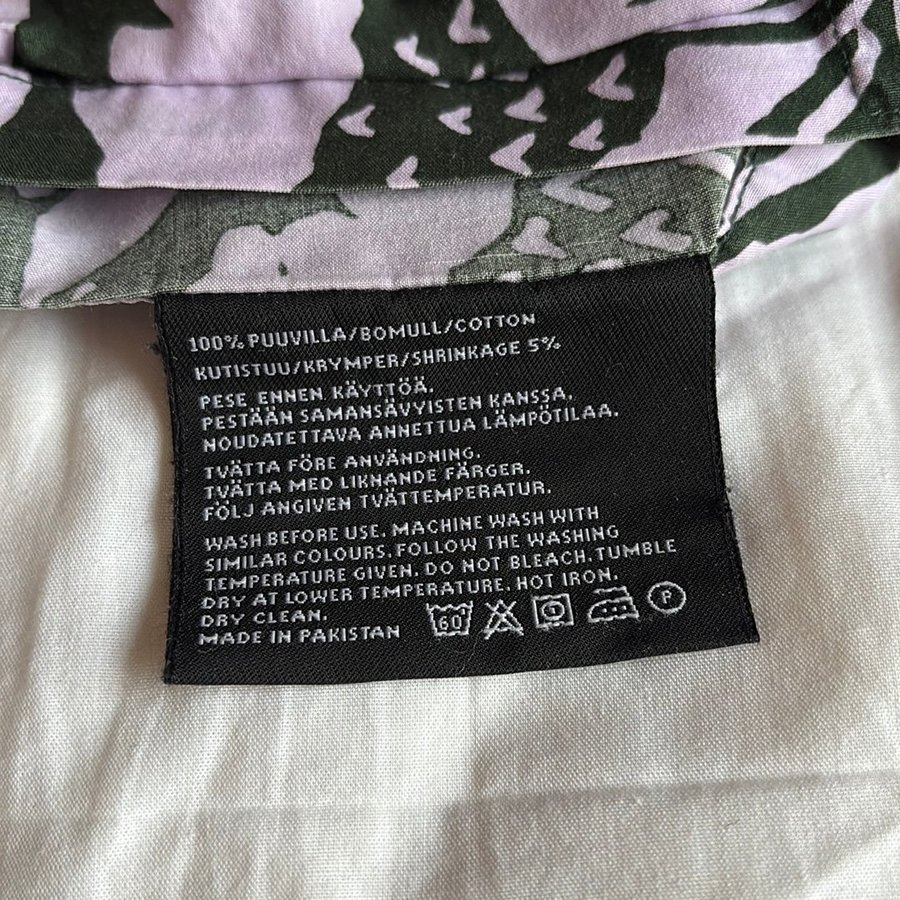 100% PUUVILLA/BOMULL/COTTON
KUTISTUU/KRYMPER/SHRINKAGE 5%
PESE ENNEN KÄYTTÖÄ.
PESTÄÄN SAMANSÄVYISTEN KANSSA.
NOUDATETTAVA ANNETTUA LÄMPÖTILAA.
TVÄTTA FÖRE ANVÄNDNING.
TVÄTTA MED LIKNANDE FÄRGER.
FÖLJ ANGIVEN TVÄTTEMPERATUR.
WASH BEFORE USE. MACHINE WASH WITH
SIMILAR COLOURS. FOLLOW THE WASHING
TEMPERATURE GIVEN. DO NOT BLEACH. TUMBLE
DRY AT LOWER TEMPERATURE. HOT IRON.
DRY CLEAN.
MADE IN PAKISTAN 60 P